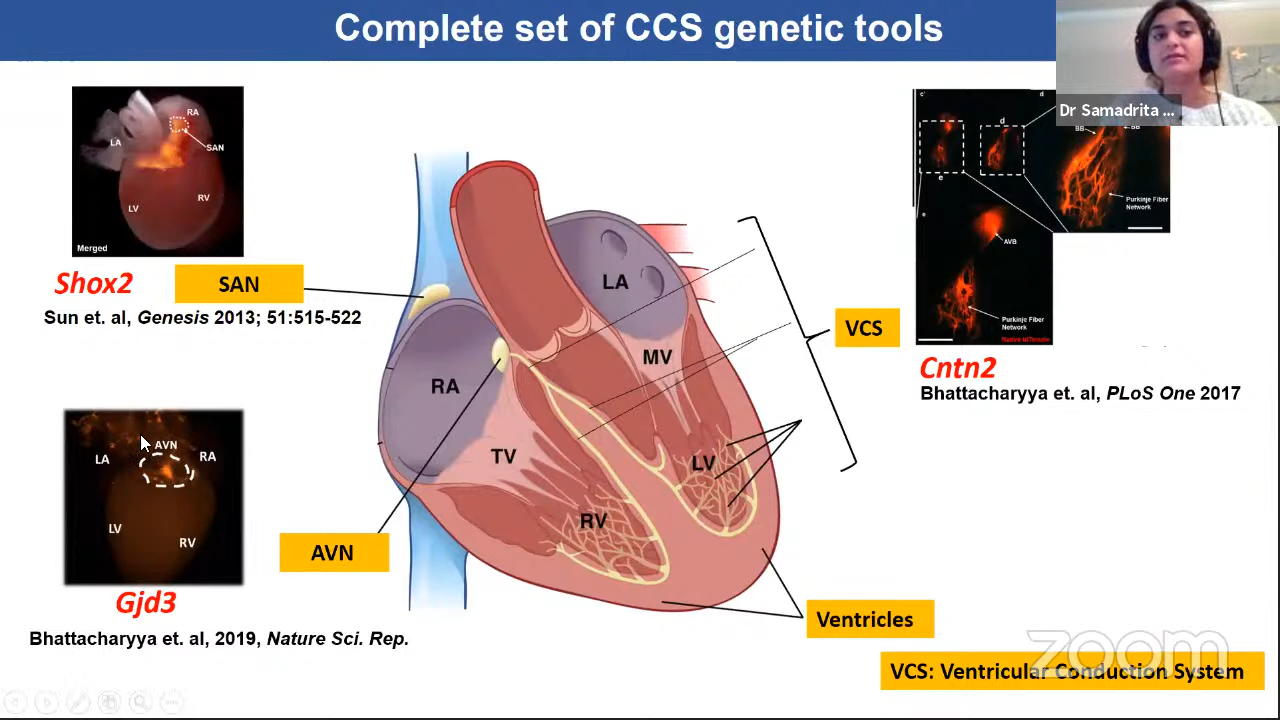 Complete set of CCS genetic tools
Dr Samadrita ...
RA
LA
SAN
LV
RV
Merged
Shox2
SAN
Sun et. al, Genesis 2013; 51:515-522
AVN
LA
RA
LV
RV
Gjd3
Bhattacharyya et. al, 2019, Nature Sci. Rep.
AVN
LA
MV
RA
TV
LV
RV
VCS
Ventricles
c'
d
d
BB
BB
e
Purkinje Fiber
Network
e
AVB
Purkinje Fiber
Network
Cntn2
Bhattacharyya et. al, PLoS One 2017
zoom
VCS: Ventricular Conduction System